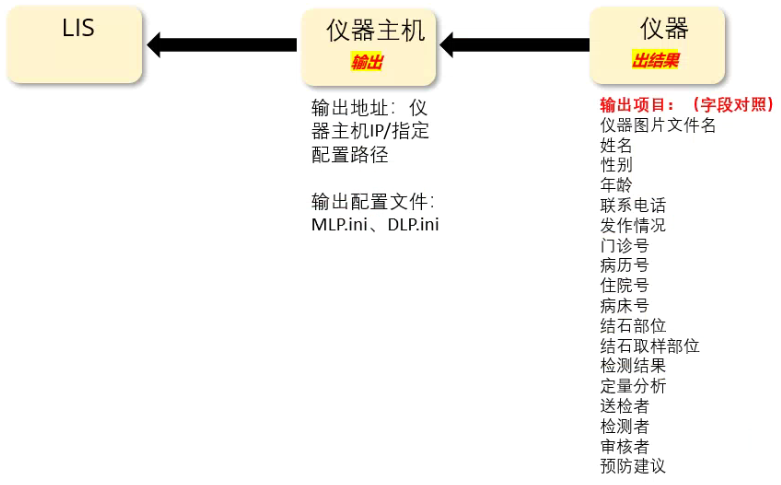 LIS
仪器主机
输出
仪器
出结果
输出地址：仪
器主机IP/指定
配置路径
输出配置文件：
MLP.ini、DLP.ini
输出项目：（字段对照)
仪器图片文件名
姓名
性别
年龄
联系电话
发作情况
门诊号
病历号
住院号
病床号
结石部位
结石取样部位
检测结果
定量分析
送检者
检测者
审核者
预防建议